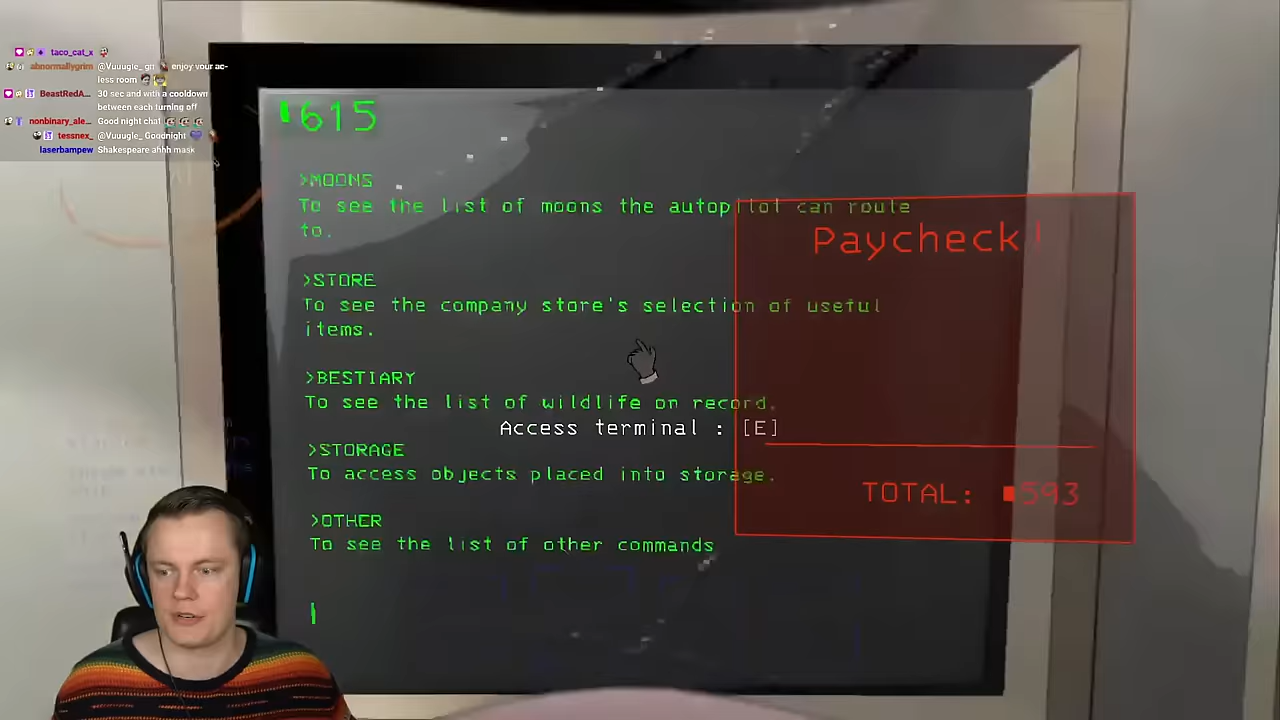 taco_cat_x
abnormallygrim @Vuuugle_ grr enjoy your ac-
less room
BeastRedA... 30 sec and with a cooldown
between each turning off
nonbinary_ale... Good night chat
tessnex_ @Vuuugle_ Goodnight
laserbampew Shakespeare ahhh mask
615
>MOONS
To see the list of moons the autopilot can route
to.
>STORE
To see the company store's selection of useful
items.
>BESTIARY
To see the list of wildlife on record.
Access terminal : [E]
>STORAGE
To access objects placed into storage.
>OTHER
To see the list of other commands
Paycheck!
TOTAL: ■593